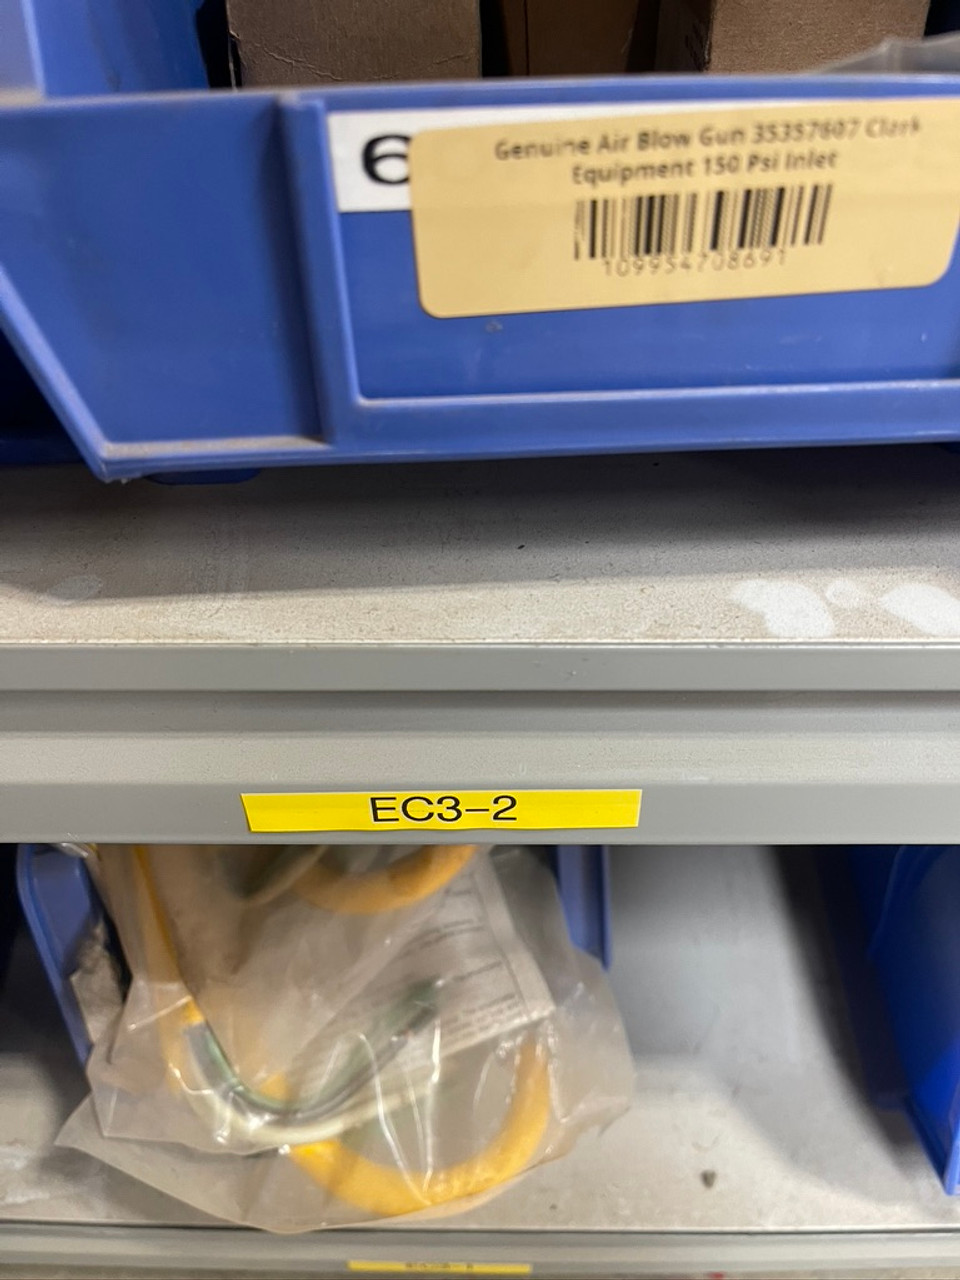 6
Genuine Air Blow Gun 35357607 Clark
Equipment 150 Psi Inlet
109954708691
EC3-2